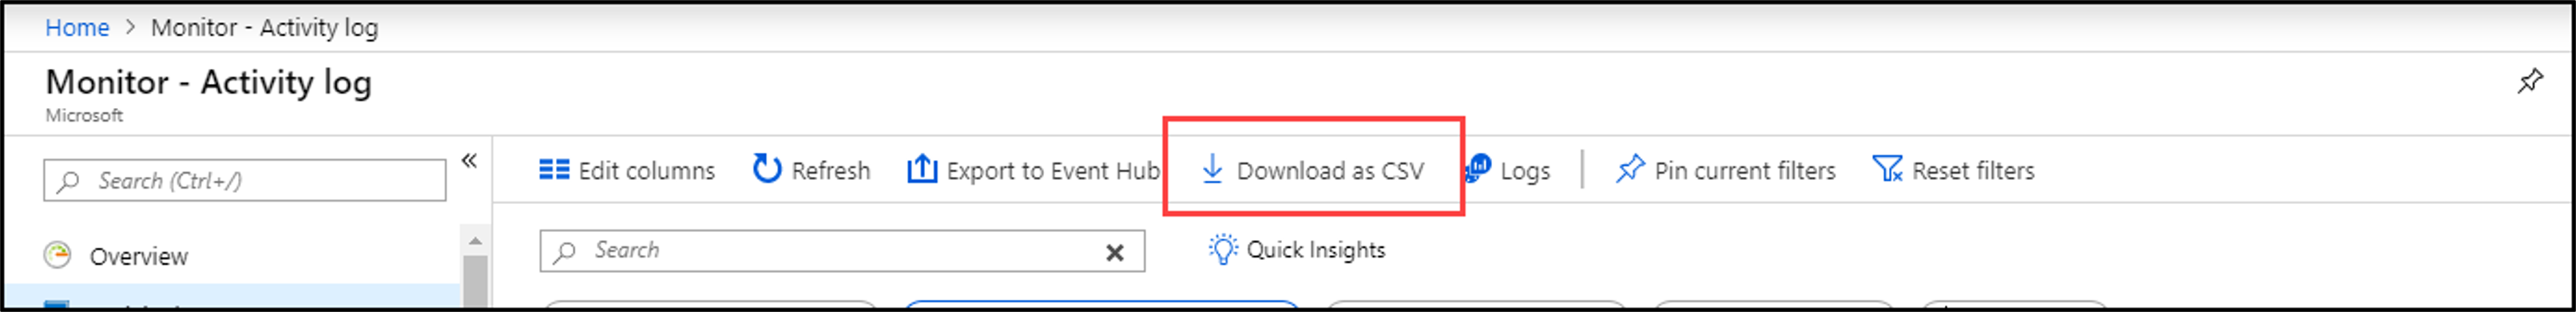 Home > Monitor - Activity log
Monitor - Activity log
Microsoft
Search (Ctrl+/) «
Edit columns Refresh Export to Event Hub Download as CSV Logs Pin current filters Reset filters
Search Quick Insights
Overview